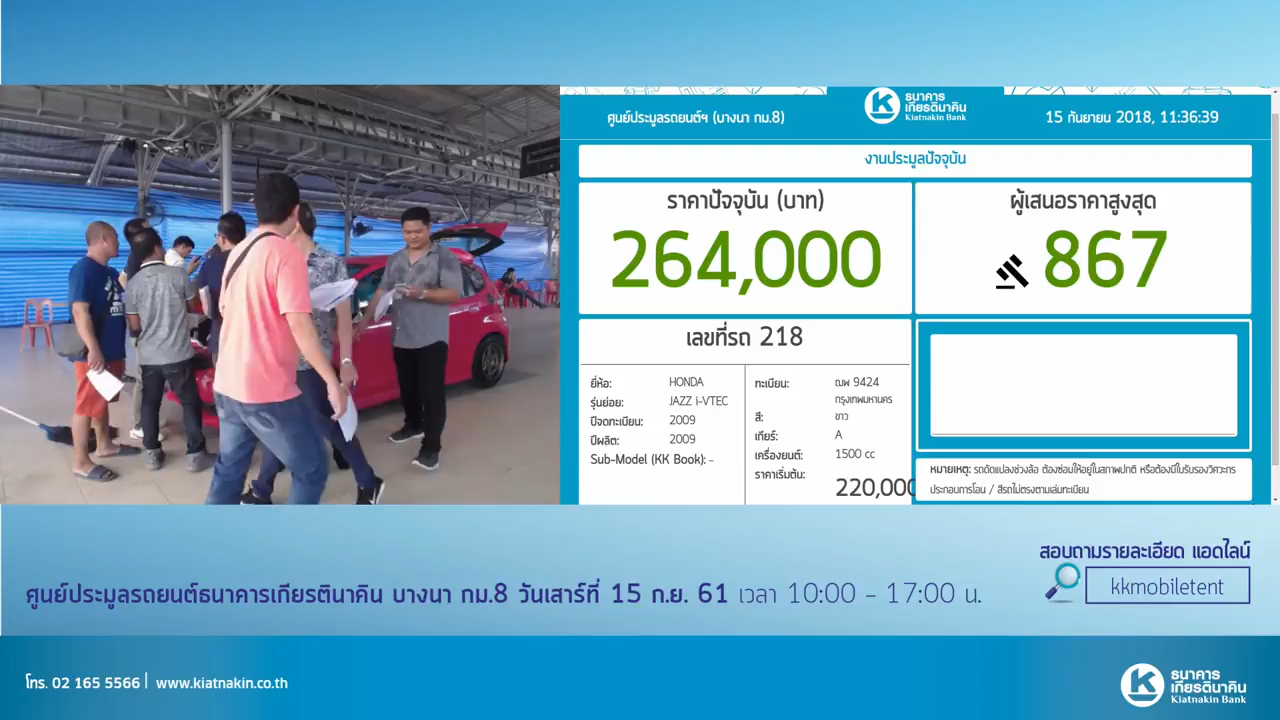 ศูนย์ประมูลรถยนต์ฯ (บางนา กม.8)
ธนาคาร
เกียรตินาคิน
Kiatnakin Bank
15 กันยายน 2018, 11:36:39
งานประมูลปัจจุบัน
ราคาปัจจุบัน (บาท)
264,000
ผู้เสนอราคาสูงสุด
867
เลขที่รถ 218
ยี่ห้อ: HONDA
รุ่นย่อย: JAZZ I-VTEC
ปีจดทะเบียน: 2009
ปีผลิต: 2009
Sub-Model (KK Book): -
ทะเบียน: ฌพ 9424
กรุงเทพมหานคร
สี: ขาว
เกียร์: A
เครื่องยนต์: 1500 cc
ราคาเริ่มต้น:
220,000
หมายเหตุ: รถดัดแปลงช่วงล้อ ต้องซ่อมให้อยู่ในสภาพปกติ หรือต้องมีใบรับรองวิศวะกร
ประกอบการโอน / สีรถไม่ตรงตามเล่มทะเบียน
สอบถามรายละเอียด แอดไลน์
kkmobiletent
ศูนย์ประมูลรถยนต์ธนาคารเกียรตินาคิน บางนา กม.8 วันเสาร์ที่ 15 ก.ย. 61 เวลา 10:00 - 17:00 น.
โทร. 02 165 5566 | www.kiatnakin.co.th
ธนาคาร
เกียรตินาคิน
Kiatnakin Bank